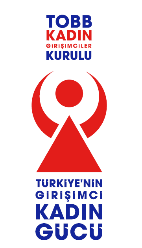 TOBB
KADIN
GİRİŞİMCİLER
KURULU
TÜRKİYE'NİN
GİRİŞİMCİ
KADIN
GÜCÜ